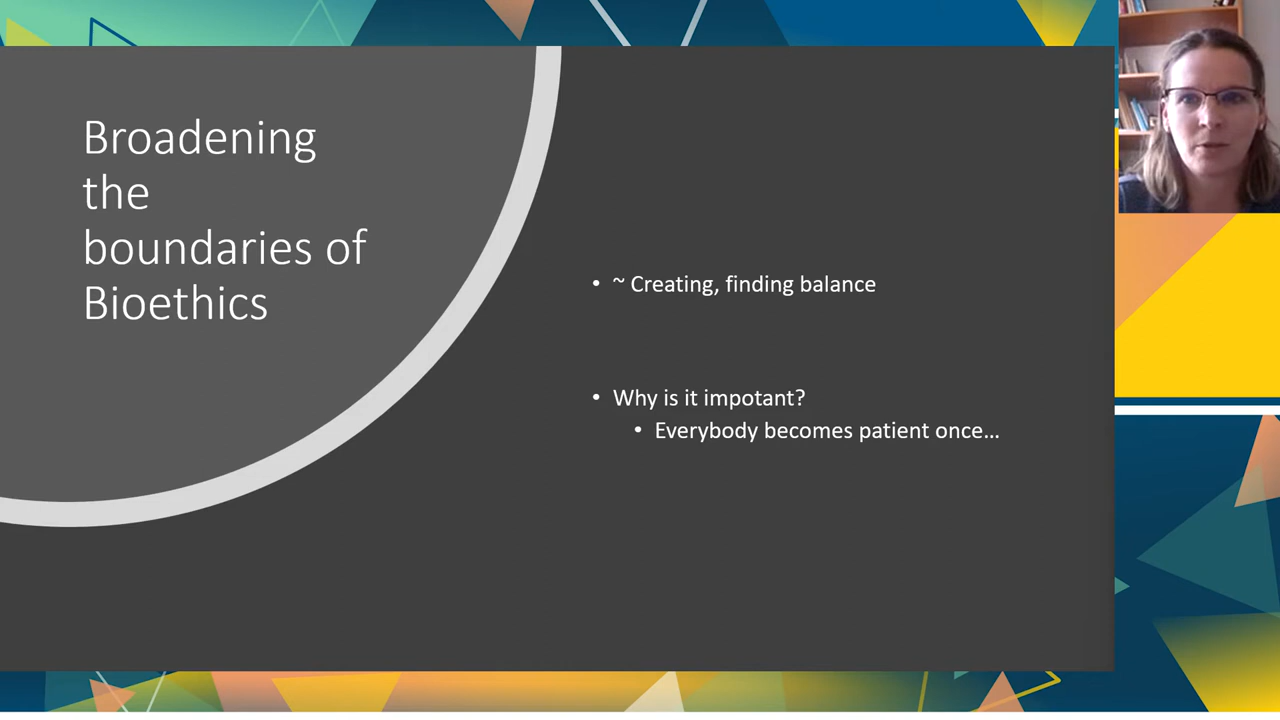 Broadening
the
boundaries of
Bioethics
• ~ Creating, finding balance
• Why is it impotant?
• Everybody becomes patient once…